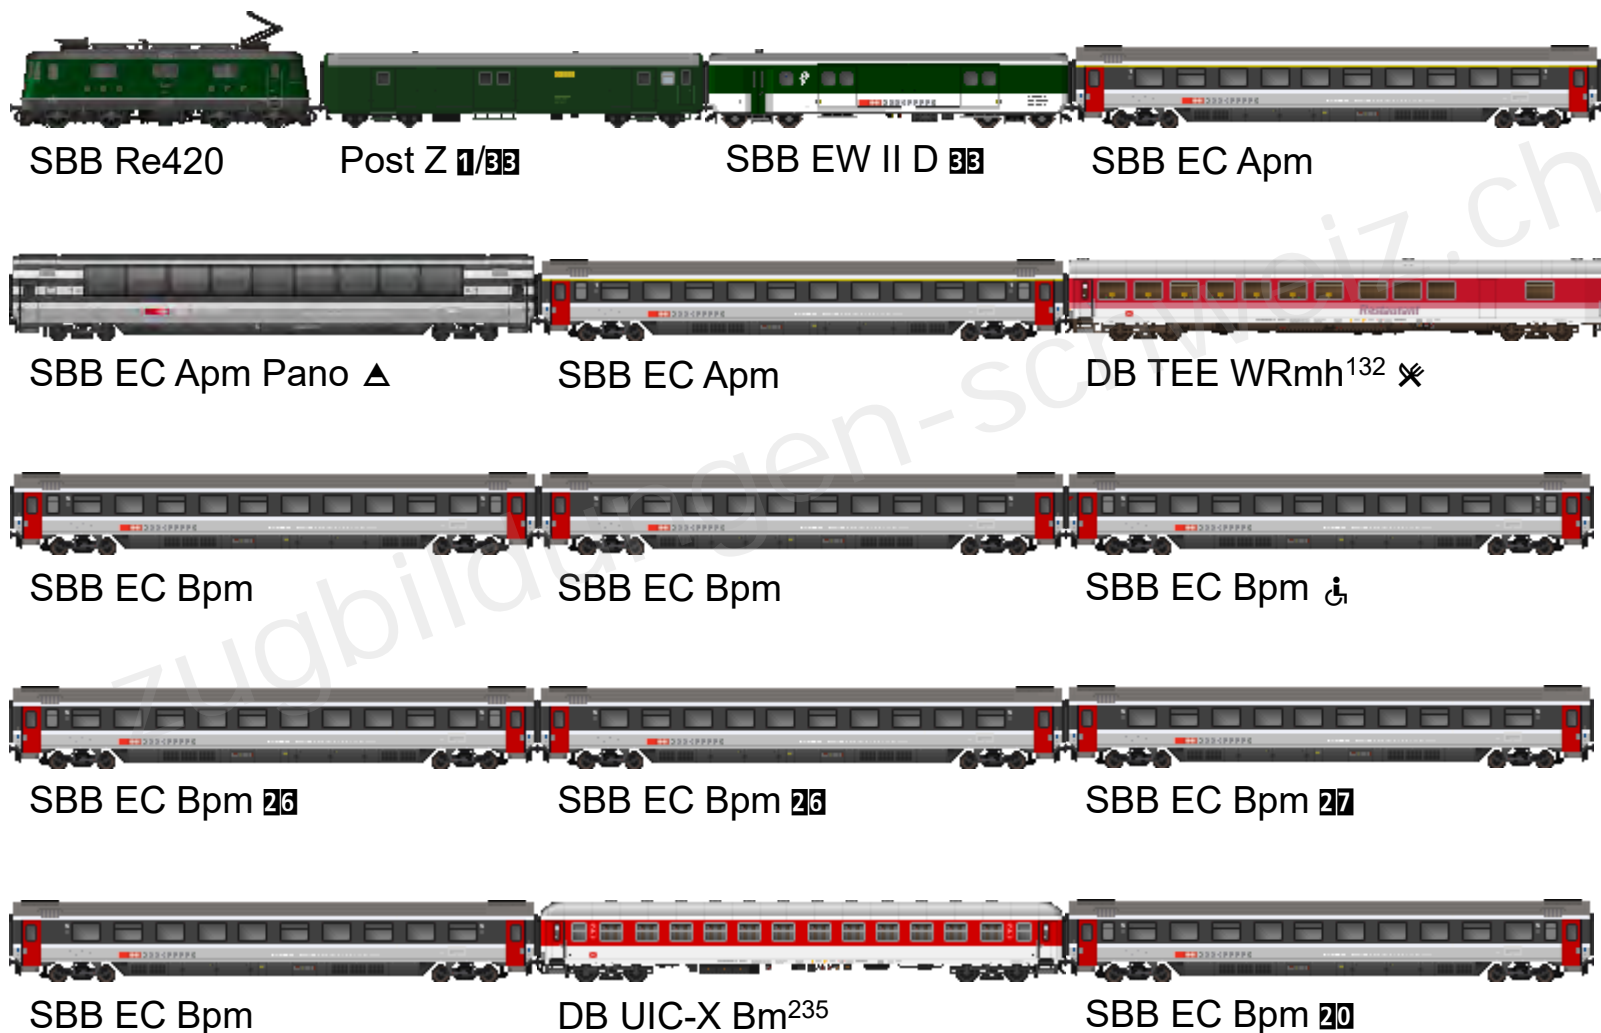 SBB Re420 Post Z 1/33 SBB EW II D 33 SBB EC Apm
SBB EC Apm Pano SBB EC Apm DB TEE WRmh132
SBB EC Bpm SBB EC Bpm SBB EC Bpm
SBB EC Bpm 26 SBB EC Bpm 26 SBB EC Bpm 27
SBB EC Bpm DB UIC-X Bm235 SBB EC Bpm 20
zugbildungen-schweiz.ch